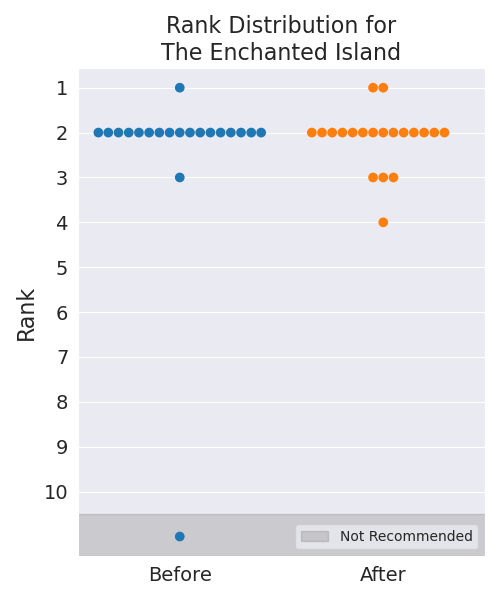 Rank Distribution for
The Enchanted Island
Rank
1
2
3
4
5
6
7
8
9
10
Not Recommended
Before
After